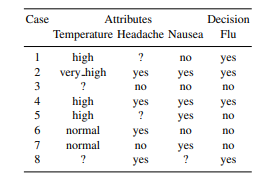 Case Attributes Decision
Temperature Headache Nausea Flu
1 high ? no yes
2 very_high yes yes yes
3 ? no no no
4 high yes yes yes
5 high ? yes no
6 normal yes no no
7 normal no yes no
8 ? yes ? yes